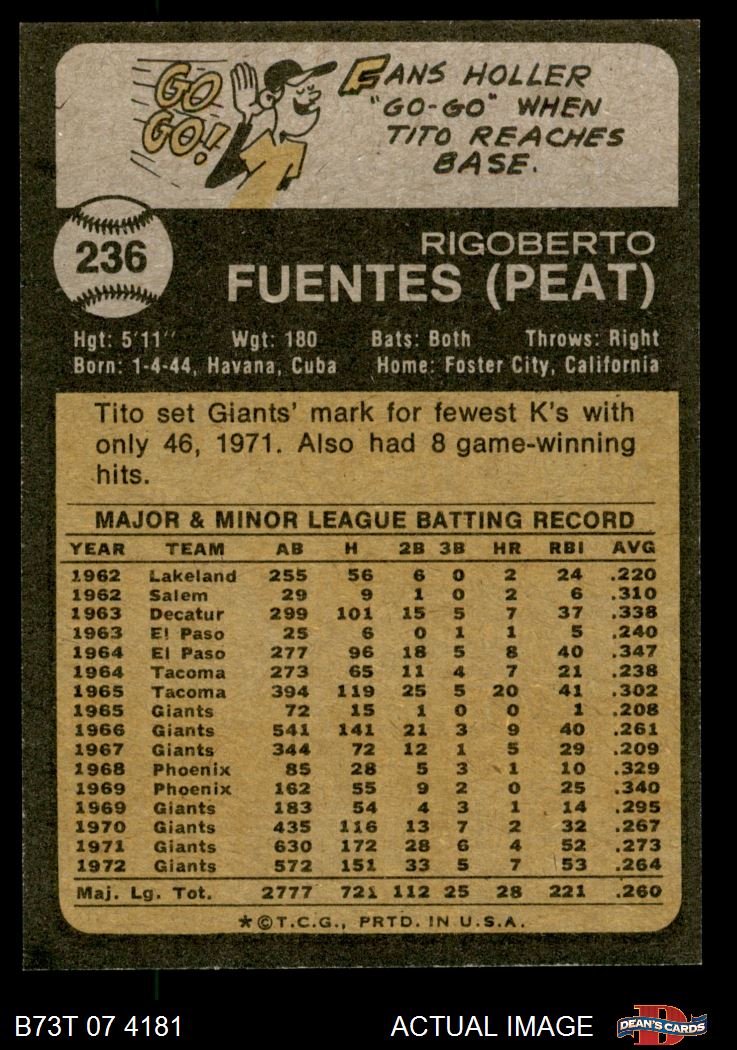 GO
GO!
FANS HOLLER
"GO-GO" WHEN
TITO REACHES
BASE.
236
RIGOBERTO
FUENTES (PEAT)
Hgt: 5'11'' Wgt: 180 Bats: Both Throws: Right
Born: 1-4-44, Havana, Cuba Home: Foster City, California
Tito set Giants' mark for fewest K's with
only 46, 1971. Also had 8 game-winning
hits.
MAJOR & MINOR LEAGUE BATTING RECORD
YEAR TEAM AB H 2B 3B HR RBI AVG
1962 Lakeland 255 56 6 0 2 24 .220
1962 Salem 29 9 1 0 2 6 .310
1963 Decatur 299 101 15 5 7 37 .338
1963 El Paso 25 6 0 1 1 5 .240
1964 El Paso 277 96 18 5 8 40 .347
1964 Tacoma 273 65 11 4 7 21 .238
1965 Tacoma 394 119 25 5 20 41 .302
1965 Giants 72 15 1 0 0 1 .208
1966 Giants 541 141 21 3 9 40 .261
1967 Giants 344 72 12 1 5 29 .209
1968 Phoenix 85 28 5 3 1 10 .329
1969 Phoenix 162 55 9 2 0 25 .340
1969 Giants 183 54 4 3 1 14 .295
1970 Giants 435 116 13 7 2 32 .267
1971 Giants 630 172 28 6 4 52 .273
1972 Giants 572 151 33 5 7 53 .264
Maj. Lg. Tot. 2777 721 112 25 28 221 .260
*©T.C.G., PRTD. IN U.S.A.
B73T 07 4181 ACTUAL IMAGE D DEAN'S CARDS